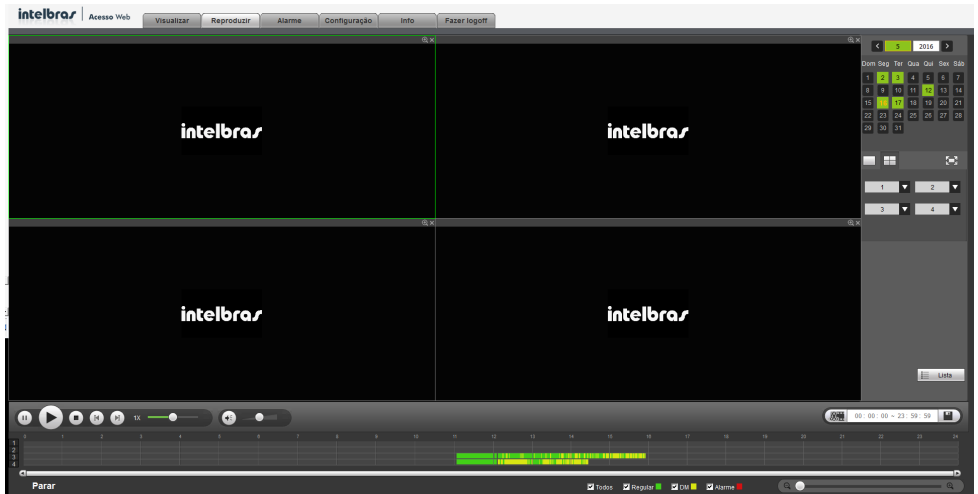 intelbras Acesso Web Visualizar Reproduzir Alarme Configuração Info Fazer logoff
5 2016
Dom Seg Ter Qua Qui Sex Sáb
1 2 3 4 5 6 7
8 9 10 11 12 13 14
15 16 17 18 19 20 21
22 23 24 25 26 27 28
29 30 31
intelbras intelbras
1 2
3 4
intelbras intelbras
Lista
1X
00:00:00 ~ 23:59:59
0 1 2 3 4 5 6 7 8 9 10 11 12 13 14 15 16 17 18 19 20 21 22 23 24
1
2
3
4
Parar Todos Regular DM Alarme